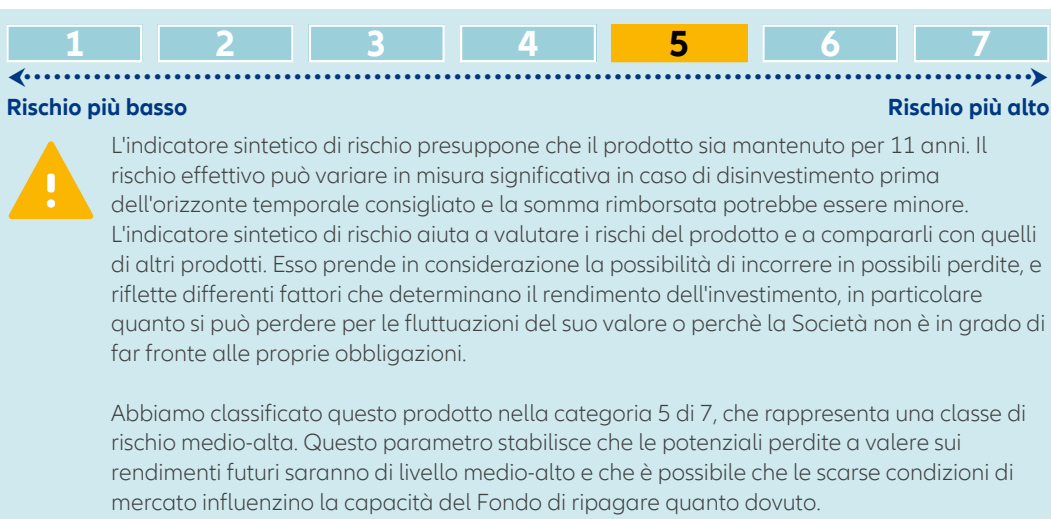 1 2 3 4 5 6 7
Rischio più basso Rischio più alto
L'indicatore sintetico di rischio presuppone che il prodotto sia mantenuto per 11 anni. Il
rischio effettivo può variare in misura significativa in caso di disinvestimento prima
dell'orizzonte temporale consigliato e la somma rimborsata potrebbe essere minore.
L'indicatore sintetico di rischio aiuta a valutare i rischi del prodotto e a compararli con quelli
di altri prodotti. Esso prende in considerazione la possibilità di incorrere in possibili perdite, e
riflette differenti fattori che determinano il rendimento dell'investimento, in particolare
quanto si può perdere per le fluttuazioni del suo valore o perchè la Società non è in grado di
far fronte alle proprie obbligazioni.
Abbiamo classificato questo prodotto nella categoria 5 di 7, che rappresenta una classe di
rischio medio-alta. Questo parametro stabilisce che le potenziali perdite a valere sui
rendimenti futuri saranno di livello medio-alto e che è possibile che le scarse condizioni di
mercato influenzino la capacità del Fondo di ripagare quanto dovuto.